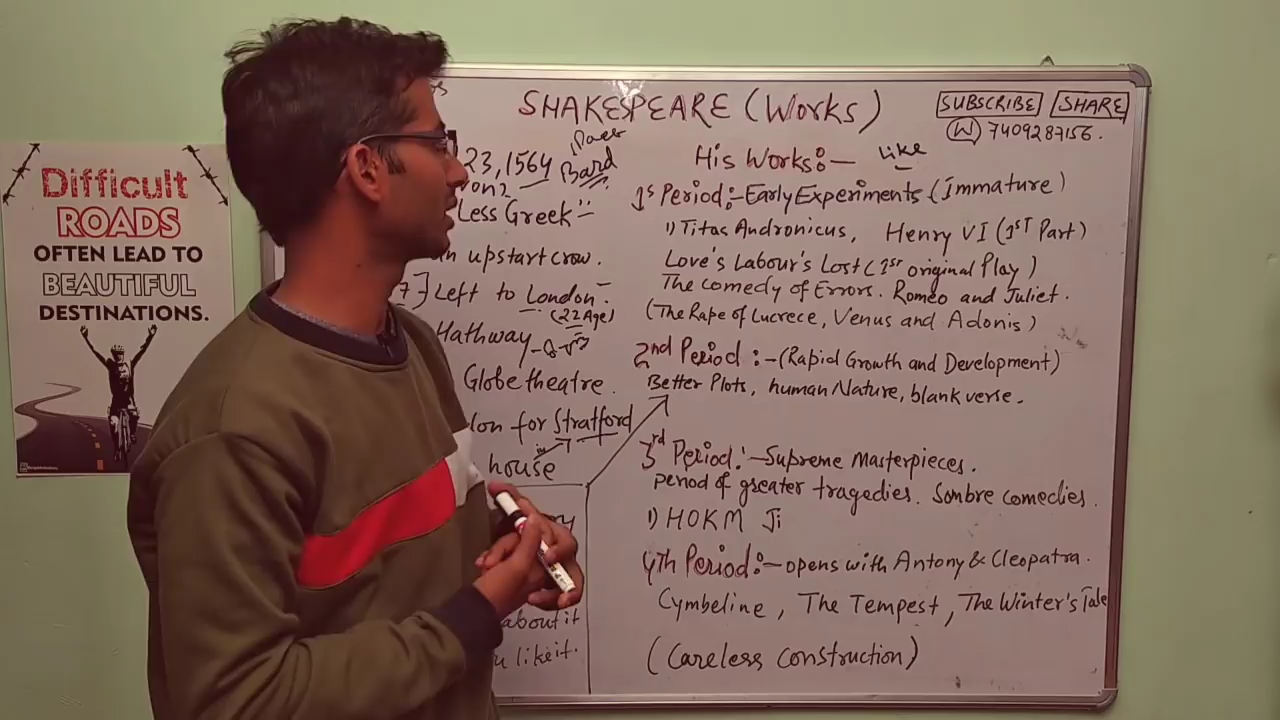 Difficult
ROADS
OFTEN LEAD TO
BEAUTIFUL
DESTINATIONS.
SHAKESPEARE (Works)
SUBSCRIBE SHARE
(W) 7409287156.
23, 1564 Bard
Less Greek
n upstart crow.
7] Left to London
(22 Age)
Hathway
Globe theatre.
don for Stratford
in
house
about it
u like it.
His Works:— like
1st Period:- Early Experiments (Immature)
1) Titas Andronicus, Henry VI (1ST Part)
Love's Labour's Lost (1st original Play)
The comedy of Errors. Romeo and Juliet.
(The Rape of Lucrece, Venus and Adonis)
2nd Period :- (Rapid Growth and Development)
Better Plots, human Nature, blank verse.
3rd Period:- Supreme Masterpieces.
period of greater tragedies. Sombre comedies.
1) HOKM Ji
4Th Period:- opens with Antony & Cleopatra.
Cymbeline, The Tempest, The Winter's Tale
(Careless Construction)